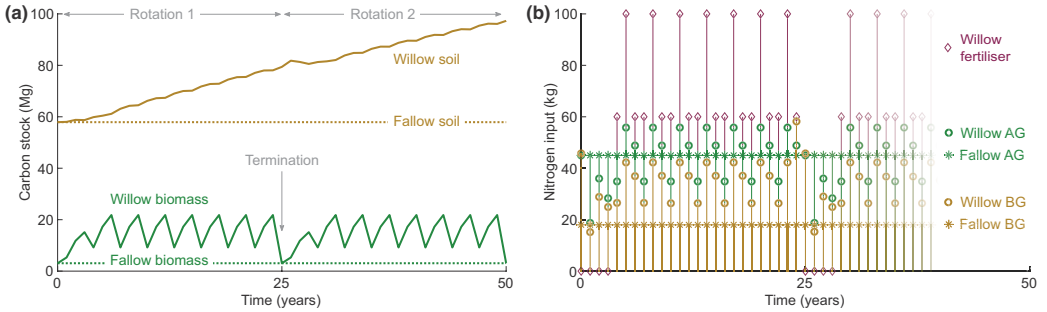 (a)
Rotation 1
Rotation 2
100
80
60
40
20
0
Carbon stock (Mg)
Willow soil
Fallow soil
Termination
Willow biomass
Fallow biomass
0
25
50
Time (years)
(b)
100
80
60
40
20
0
Nitrogen input (kg)
Willow
fertiliser
Willow AG
Fallow AG
Willow BG
Fallow BG
0
25
50
Time (years)